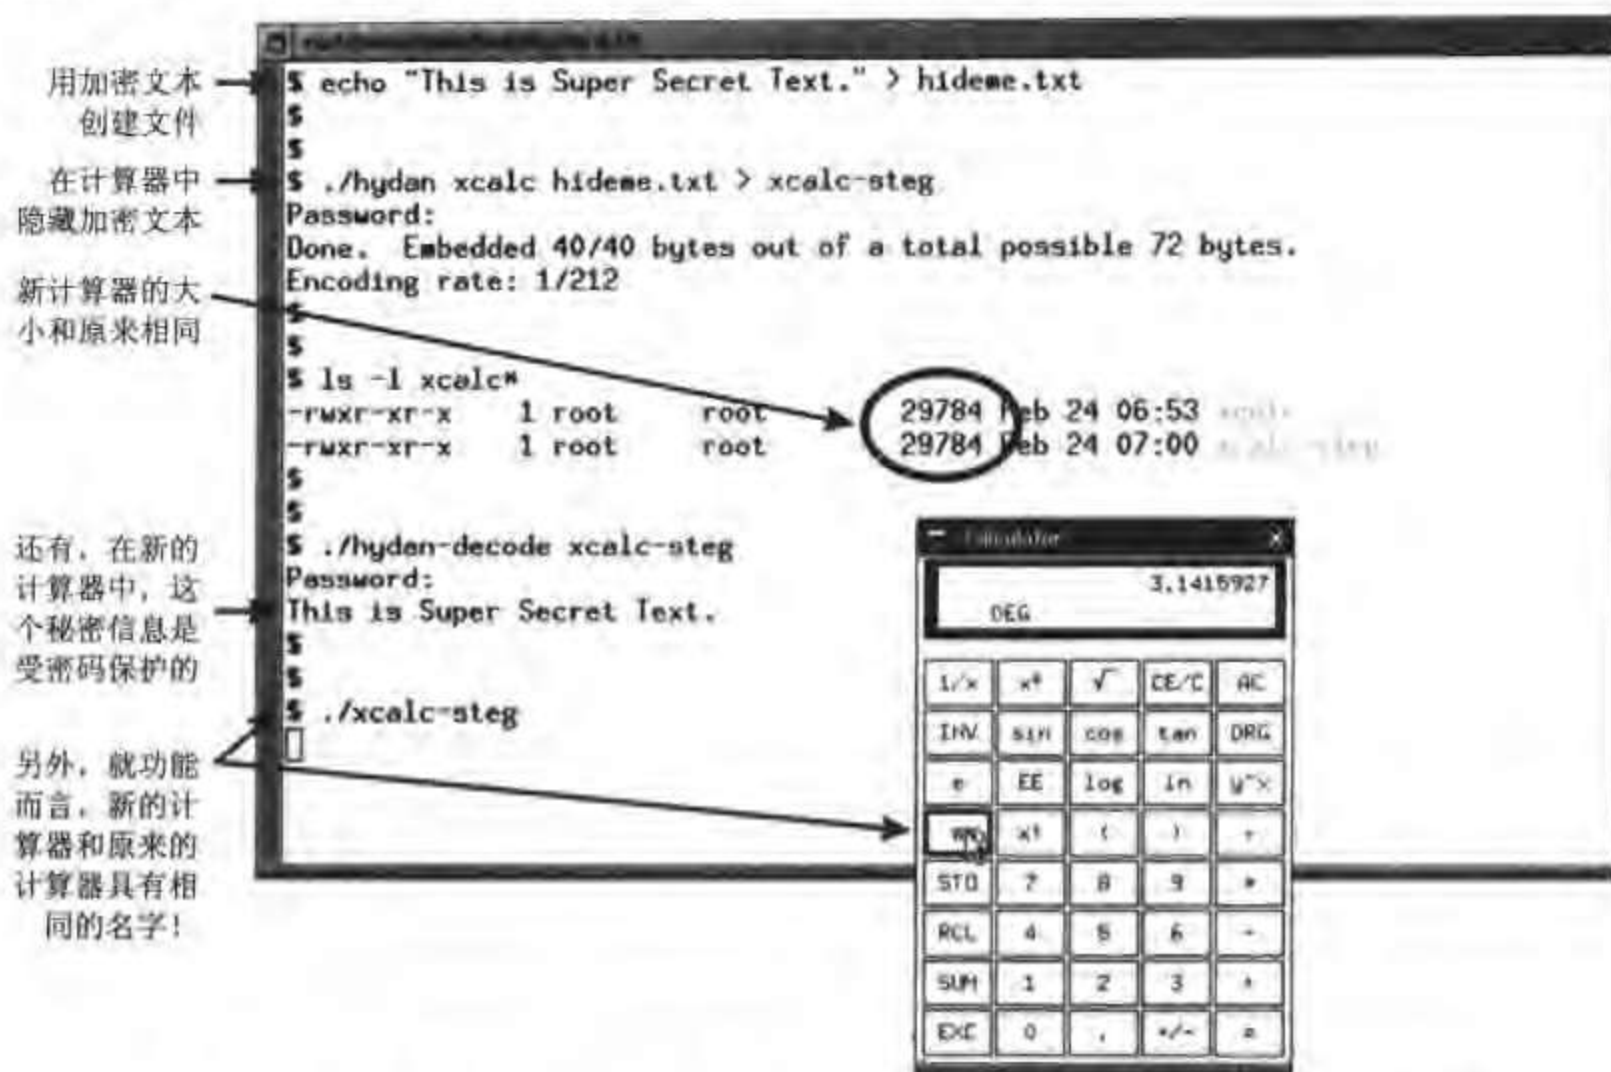 用加密文本
创建文件
在计算器中
隐藏加密文本
新计算器的大
小和原来相同
还有，在新的
计算器中，这
个秘密信息是
受密码保护的
另外，就功能
而言，新的计
算器和原来的
计算器具有相
同的名字！
$ echo "This is Super Secret Text." > hideme.txt
$
$
$ ./hydan xcalc hideme.txt > xcalc-steg
Password:
Done. Embedded 40/40 bytes out of a total possible 72 bytes.
Encoding rate: 1/212
$
$
$ ls -l xcalc*
-rwxr-xr-x 1 root root 29784 Feb 24 06:53
-rwxr-xr-x 1 root root 29784 Feb 24 07:00
$
$
$ ./hydan-decode xcalc-steg
Password:
This is Super Secret Text.
$
$
$ ./xcalc-steg
Calculator
3.1415927
DEG
1/x √ CE/C AC
INV sin cos tan DRG
e EE log ln y^x
x! ( )
STO 7 8 9 *
RCL 4 5 6 -
SUM 1 2 3 +
EXC 0 . +/- =